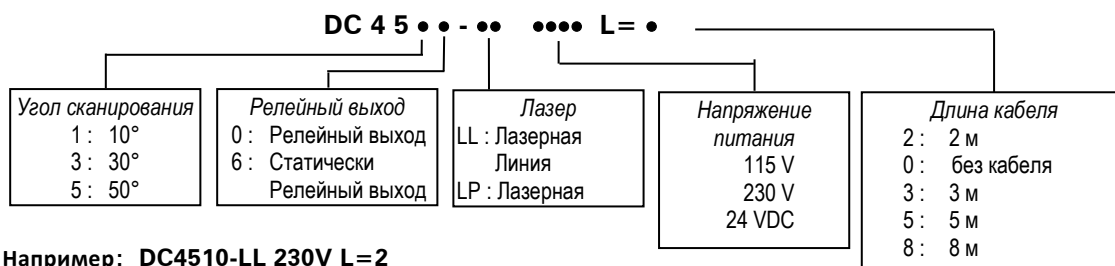 DC 4 5 ● ● - ●● ●●●● L= ●
Угол сканирования
1 : 10°
3 : 30°
5 : 50°
Релейный выход
0 : Релейный выход
6 : Статически
Релейный выход
Лазер
LL : Лазерная
Линия
LP : Лазерная
Напряжение
питания
115 V
230 V
24 VDC
Длина кабеля
2 : 2 м
0 : без кабеля
3 : 3 м
5 : 5 м
8 : 8 м
Например: DC4510-LL 230V L=2